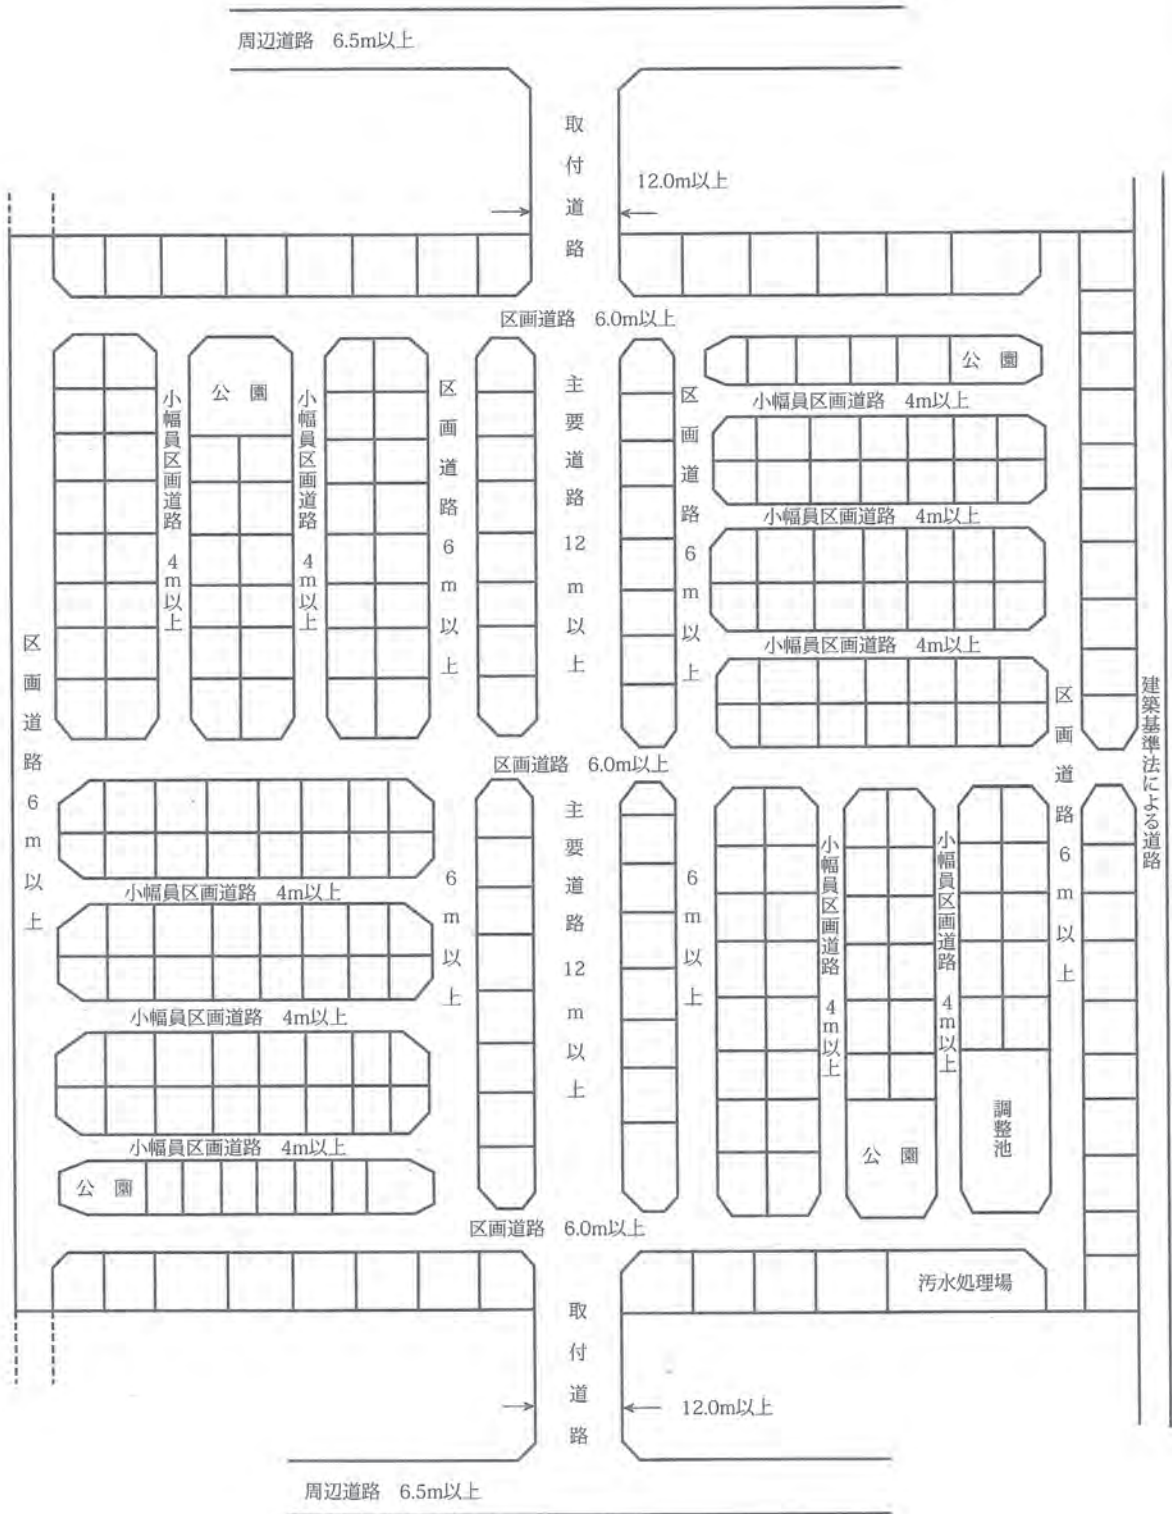 周辺道路 6.5m以上
取付道路
12.0m以上
区画道路 6.0m以上
公園
小幅員区画道路 4m以上
小幅員区画道路 4m以上
区画道路6m以上
主要道路12m以上
区画道路6m以上
公園
小幅員区画道路 4m以上
小幅員区画道路 4m以上
小幅員区画道路 4m以上
区画道路6m以上
区画道路6m以上
建築基準法による道路
区画道路 6.0m以上
小幅員区画道路 4m以上
小幅員区画道路 4m以上
小幅員区画道路 4m以上
公園
6m以上
主要道路12m以上
6m以上
小幅員区画道路 4m以上
小幅員区画道路 4m以上
公園
調整池
区画道路 6.0m以上
汚水処理場
取付道路
12.0m以上
周辺道路 6.5m以上